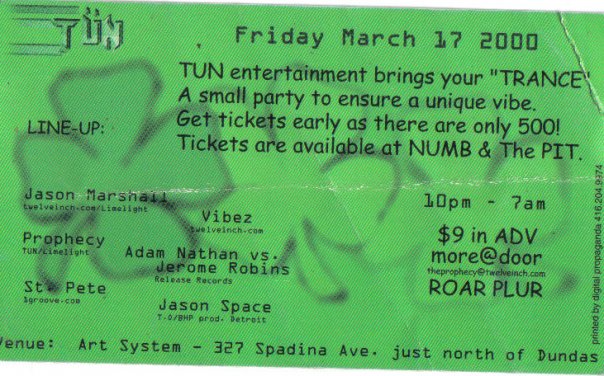 TÜN
Friday March 17 2000
TUN entertainment brings your "TRANCE"
A small party to ensure a unique vibe.
Get tickets early as there are only 500!
Tickets are available at NUMB & The PIT.
LINE-UP:
Jason Marshall
twelveinch.com/Limelight
Vibez
twelveinch.com
Prophecy
TUN/Limelight
Adam Nathan vs.
Jerome Robins
Release Records
St. Pete
1groove.com
Jason Space
T-O/BHP prod. Detroit
10pm - 7am
$9 in ADV
more@door
theprophecy@twelveinch.com
ROAR PLUR
printed by digital propaganda 416.204.9374
Venue: Art System - 327 Spadina Ave. just north of Dundas